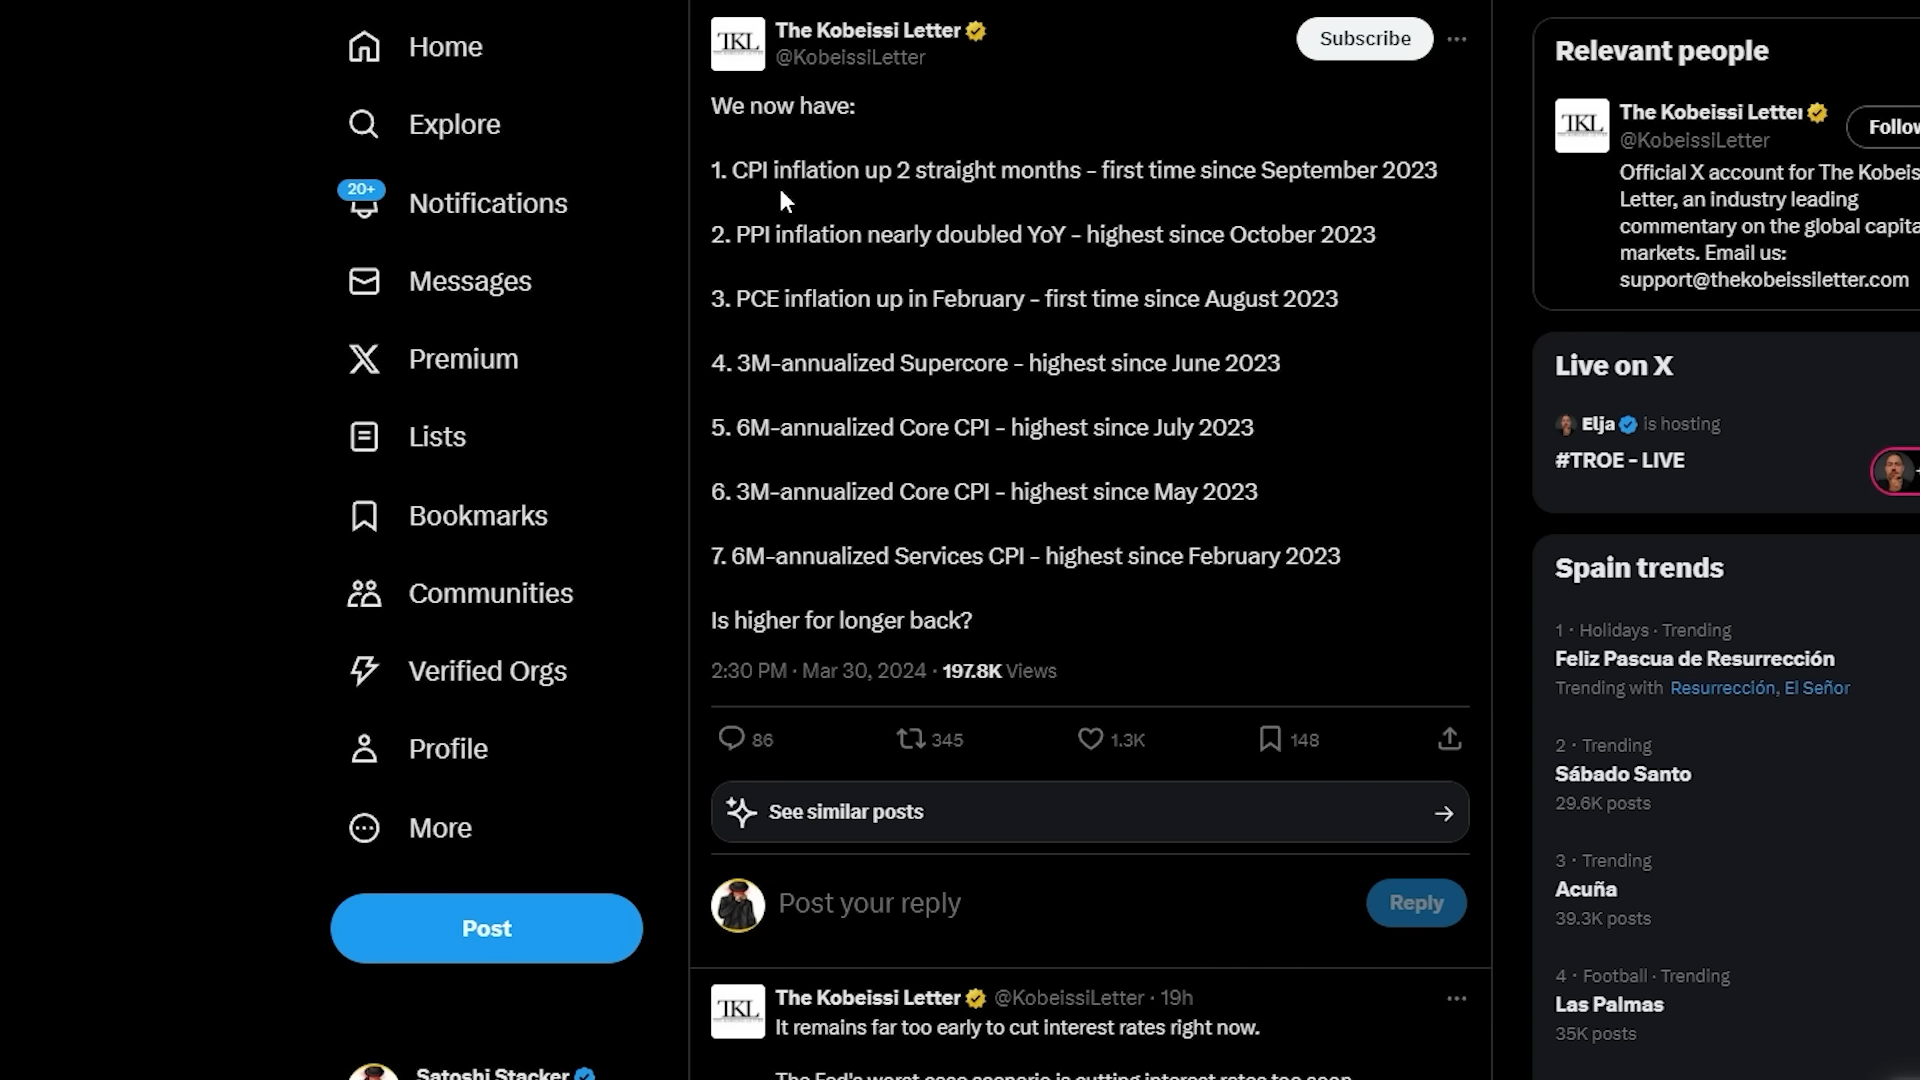 Home
Explore
20+
Notifications
Messages
Premium
Lists
Bookmarks
Communities
Verified Orgs
Profile
More
Post
Satoshi Stacker
TKL
The Kobeissi Letter
@KobeissiLetter
Subscribe
We now have:
1. CPI inflation up 2 straight months - first time since September 2023
2. PPI inflation nearly doubled YoY - highest since October 2023
3. PCE inflation up in February - first time since August 2023
4. 3M-annualized Supercore - highest since June 2023
5. 6M-annualized Core CPI - highest since July 2023
6. 3M-annualized Core CPI - highest since May 2023
7. 6M-annualized Services CPI - highest since February 2023
Is higher for longer back?
2:30 PM · Mar 30, 2024 · 197.8K Views
86 345 1.3K 148
See similar posts
Post your reply
Reply
TKL
The Kobeissi Letter @KobeissiLetter · 19h
It remains far too early to cut interest rates right now.
The Fed's worst case scenario is cutting interest rates too soon
Relevant people
TKL
The Kobeissi Letter
Follow
@KobeissiLetter
Official X account for The Kobeis
Letter, an industry leading
commentary on the global capita
markets. Email us:
support@thekobeissiletter.com
Live on X
Elja is hosting
#TROE - LIVE
Spain trends
1 · Holidays · Trending
Feliz Pascua de Resurrección
Trending with Resurrección, El Señor
2 · Trending
Sábado Santo
29.6K posts
3 · Trending
Acuña
39.3K posts
4 · Football · Trending
Las Palmas
35K posts